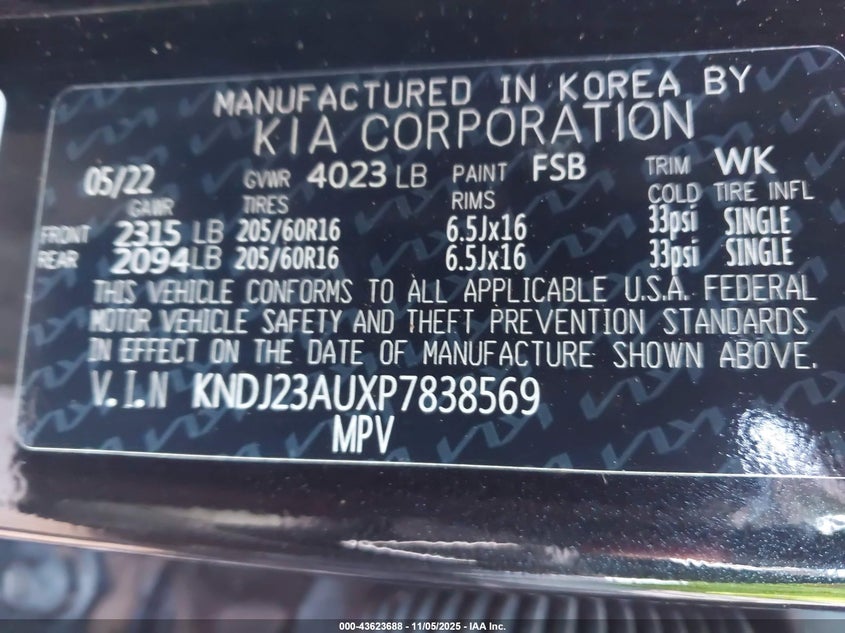 MANUFACTURED IN KOREA BY
KIA CORPORATION
05/22 GVWR 4023 LB PAINT FSB TRIM WK
GAWR TIRES RIMS COLD TIRE INFL
FRONT 2315 LB 205/60R16 6.5Jx16 33psi SINGLE
REAR 2094LB 205/60R16 6.5Jx16 33psi SINGLE
THIS VEHICLE CONFORMS TO ALL APPLICABLE U.S.A. FEDERAL
MOTOR VEHICLE SAFETY AND THEFT PREVENTION STANDARDS
IN EFFECT ON THE DATE OF MANUFACTURE SHOWN ABOVE.
V.I.N KNDJ23AUXP7838569
MPV
000-43623688 - 11/05/2025 - IAA Inc.